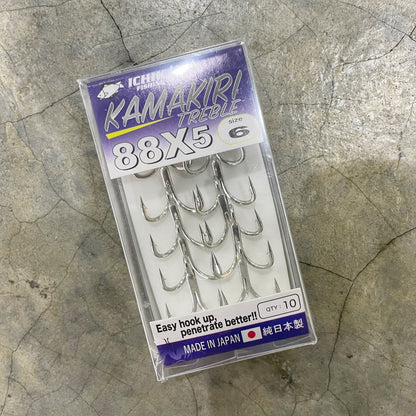 KAMAKIRI
TREBLE
88X5
size
6
Easy hook up,
penetrate better!!
QTY : 10
MADE IN JAPAN 純日本製